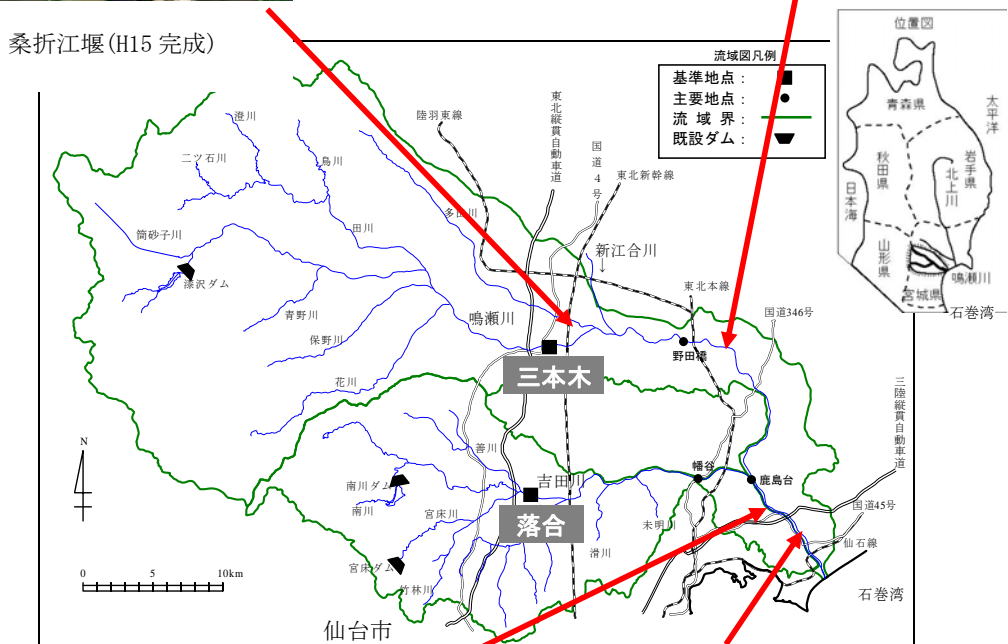 桑折江堰(H15 完成)
流域図凡例
基準地点：
主要地点：
流 域 界：
既設ダム：
位置図
青森県
太平洋
秋田県
岩手県
北上川
日本海
山形県
宮城県
鳴瀬川
石巻湾
澄川
二ツ石川
鳥川
筒砂子川
田川
多田川
陸羽東線
東北縦貫自動車道
国道4号
東北新幹線
新江合川
東北本線
国道346号
漆沢ダム
青野川
保野川
花川
鳴瀬川
三本木
野田橋
三陸縦貫自動車道
善川
吉田川
幡谷
鹿島台
南川ダム
南川
宮床川
落合
未明川
滑川
国道45号
仙石線
宮床ダム
竹林川
石巻湾
仙台市
N
0 5 10km